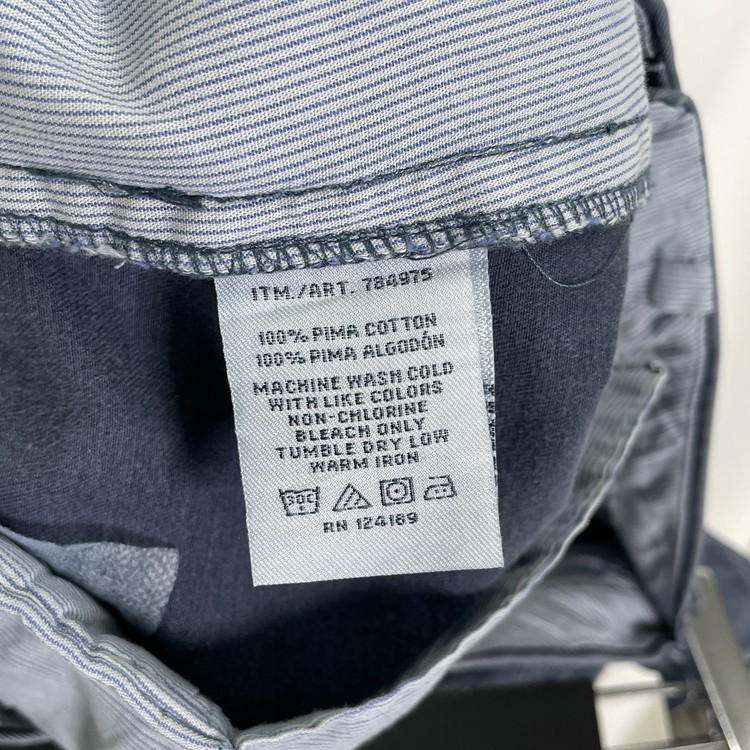 ITM./ART. 784975
100% PIMA COTTON
100% PIMA ALGODÓN
MACHINE WASH COLD
WITH LIKE COLORS
NON-CHLORINE
BLEACH ONLY
TUMBLE DRY LOW
WARM IRON
30C
RN 124189